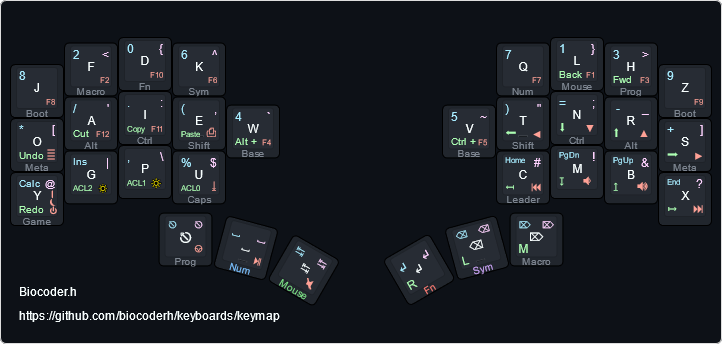 0 {
D
F10
Fn
2 <
F
F2
Macro
6 ^
K
F6
Sym
8
J
F8
Boot
/ '
A
Cut F12
Alt
. :
I
Copy F11
Ctrl
( ,
E
Paste
Shift
4 `
W
Alt + F4
Base
* [
O
Undo
Meta
Ins |
G
ACL2
" \
P
ACL1
% $
U
ACL0
Caps
Calc @
Y !
Redo
Game
Prog
Num
Mouse
1 }
L
Back F1
Mouse
7
Q
F7
Num
3 >
H
Fwd F3
Prog
9
Z
F9
Boot
5 ~
V
Ctrl + F5
Base
) "
T
Shift
= ;
N
Ctrl
- _
R
Alt
+ ]
S
Meta
Home #
C
Leader
PgDn !
M
PgUp &
B
End ?
X
R
Fn
L
Sym
M
Macro
Biocoder.h
https://github.com/biocoderh/keyboards/keymap